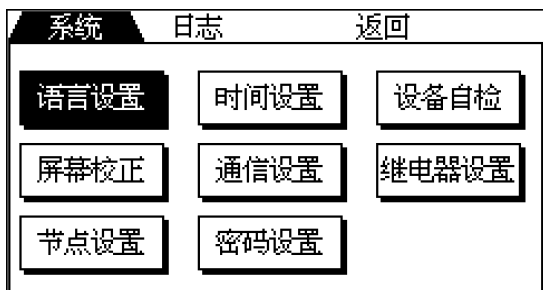 系统 日志 返回
语言设置 时间设置 设备自检
屏幕校正 通信设置 继电器设置
节点设置 密码设置